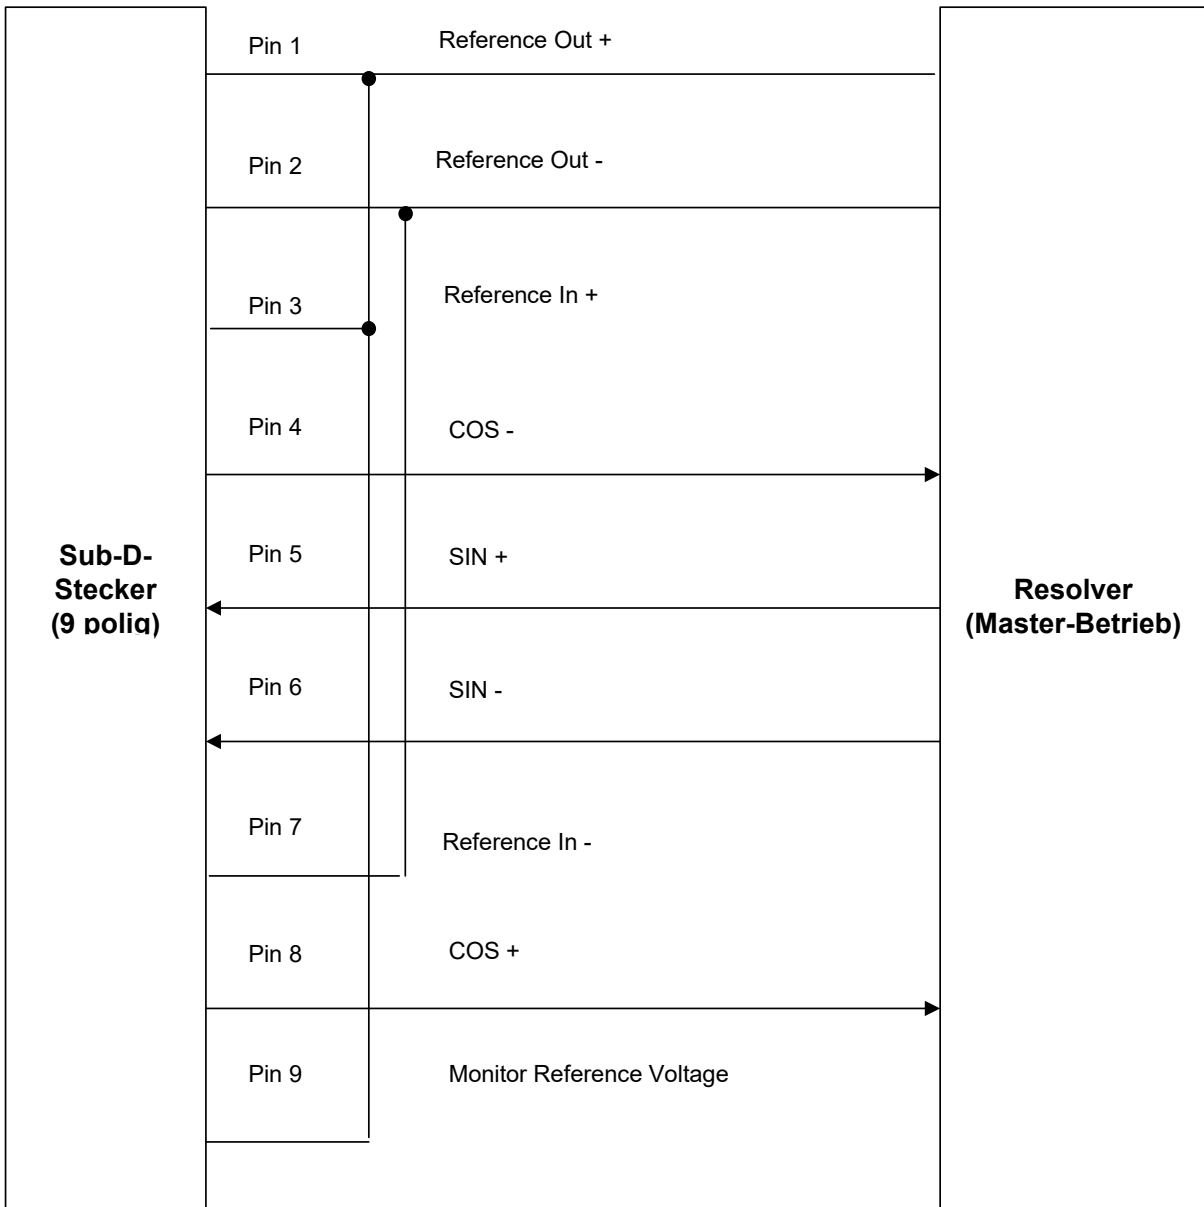 Pin 1
Reference Out +
Pin 2
Reference Out -
Pin 3
Reference In +
Pin 4
COS -
Sub-D-
Stecker
(9 polig)
Pin 5
SIN +
Resolver
(Master-Betrieb)
Pin 6
SIN -
Pin 7
Reference In -
Pin 8
COS +
Pin 9
Monitor Reference Voltage